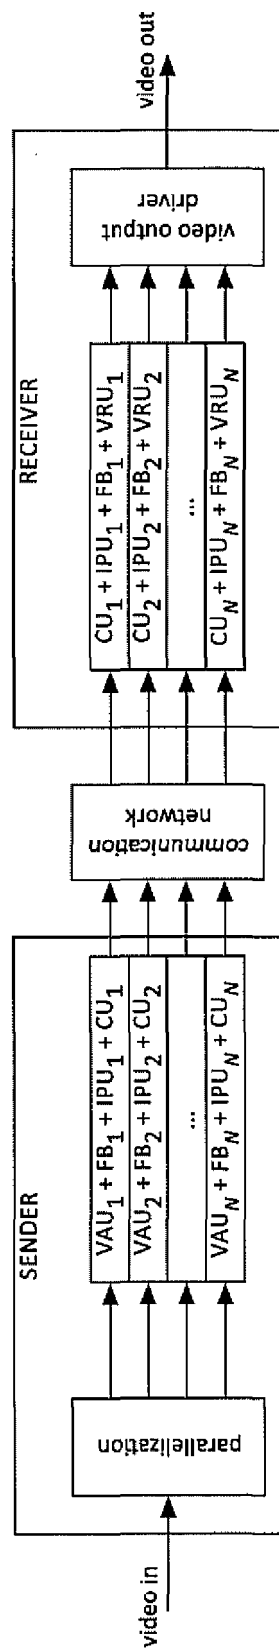 video in
SENDER
parallelization
VAU1 + FB1 + IPU1 + CU1
VAU2 + FB2 + IPU2 + CU2
...
VAUN + FBN + IPUN + CUN
communication
network
RECEIVER
CU1 + IPU1 + FB1 + VRU1
CU2 + IPU2 + FB2 + VRU2
...
CUN + IPUN + FBN + VRUN
video output
driver
video out